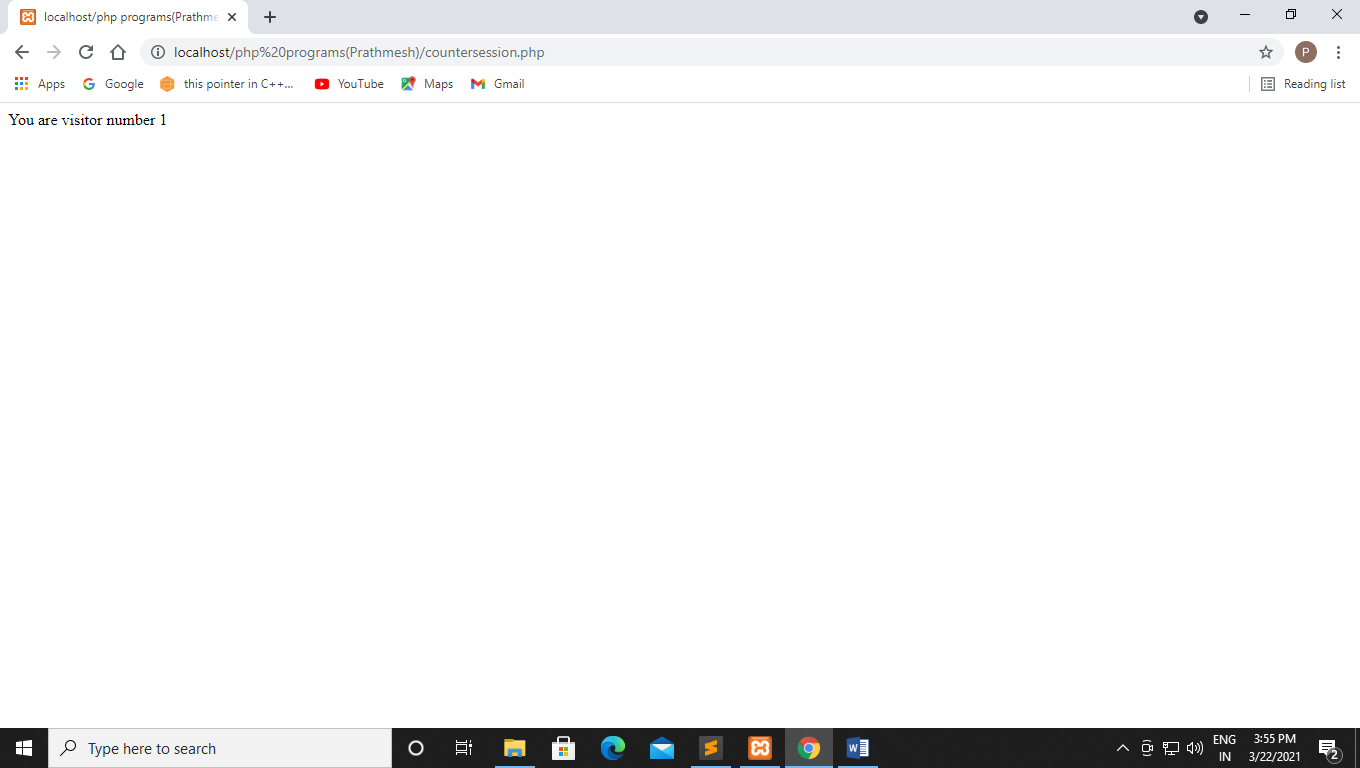 localhost/php programs(Prathme
localhost/php%20programs(Prathmesh)/countersession.php
P
Apps
Google
this pointer in C++...
YouTube
Maps
Gmail
Reading list
You are visitor number 1
Type here to search
ENG
IN
3:55 PM
3/22/2021
2